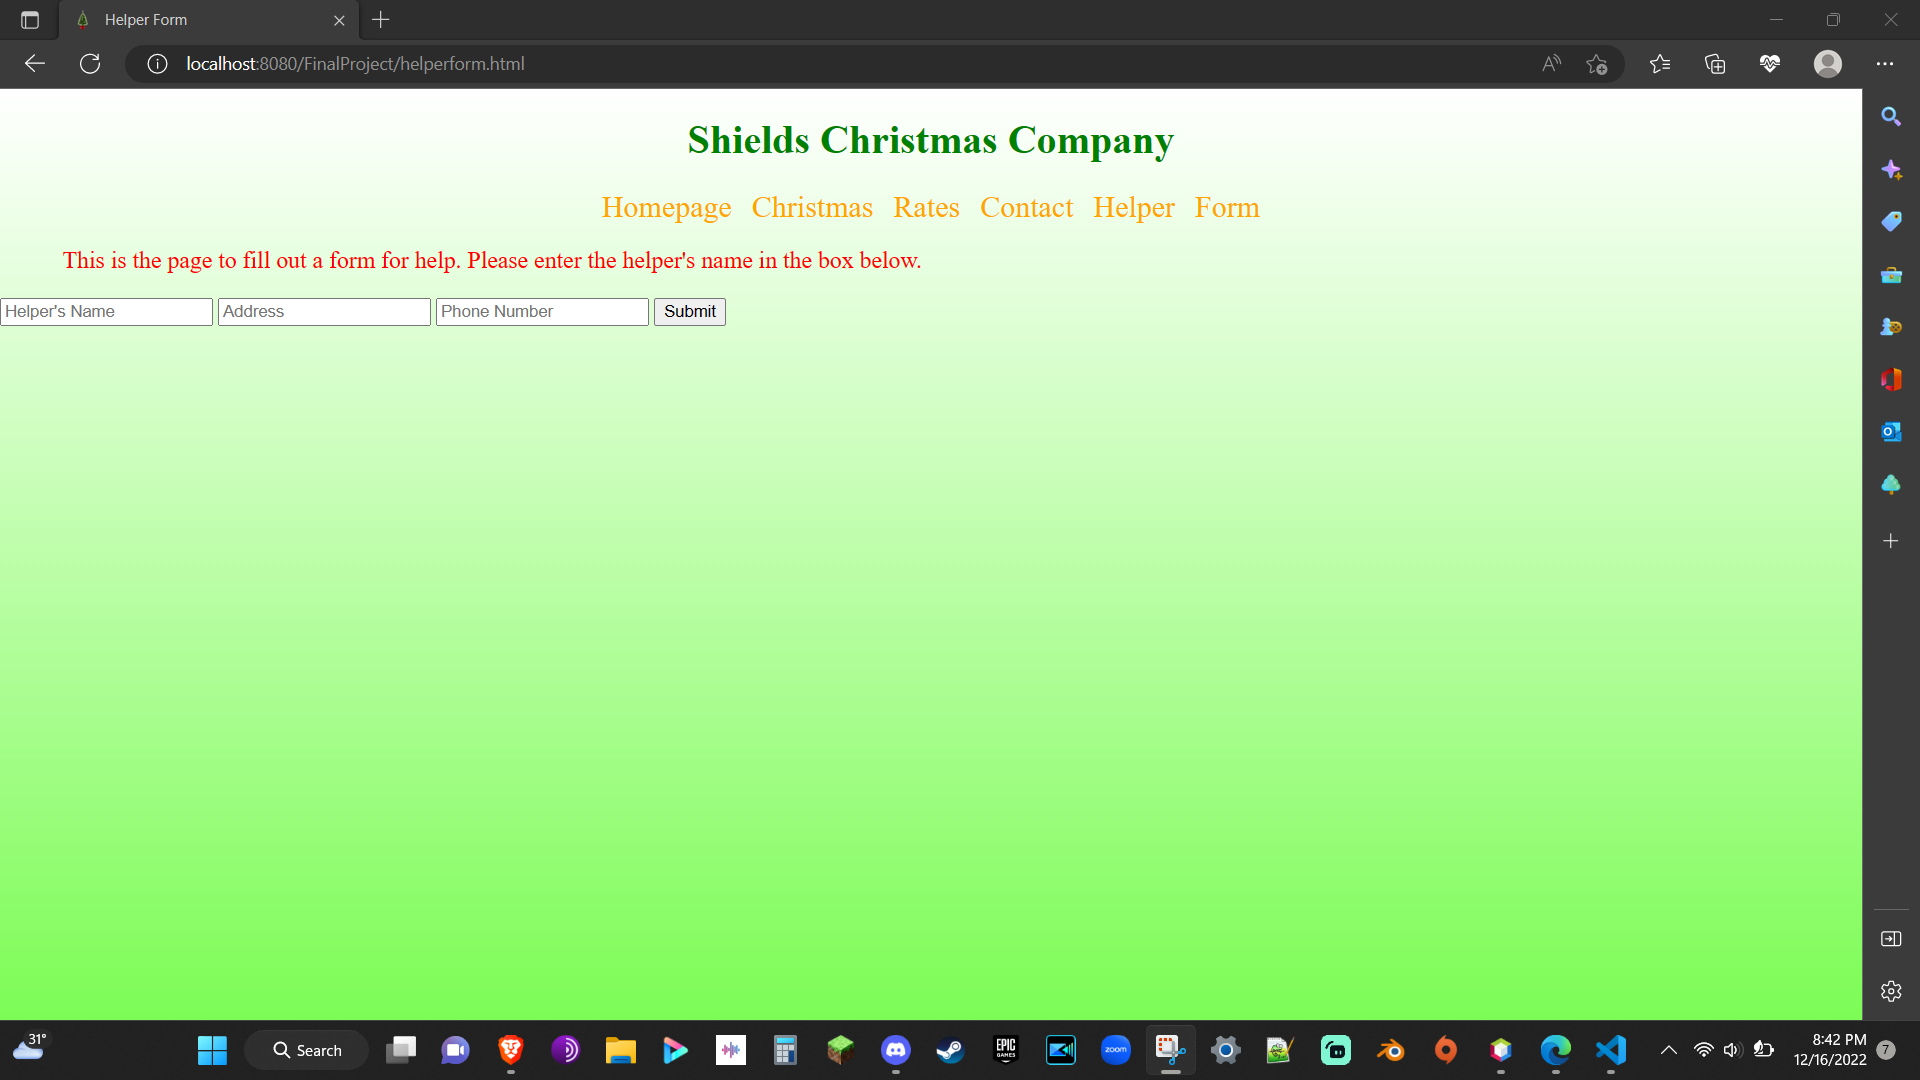 Helper Form
localhost:8080/FinalProject/helperform.html
Shields Christmas Company
Homepage Christmas Rates Contact Helper Form
This is the page to fill out a form for help. Please enter the helper's name in the box below.
Helper's Name Address Phone Number Submit
31°
Search
EPIC GAMES
zoom
8:42 PM
12/16/2022
7